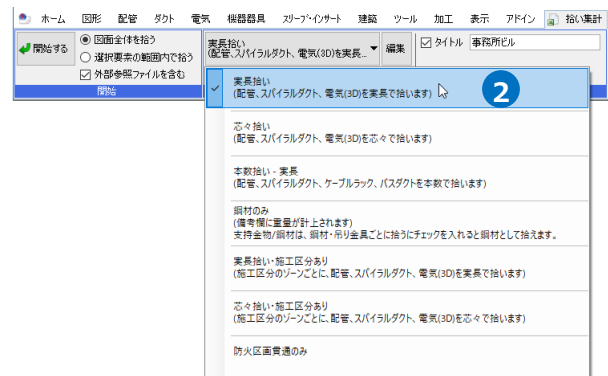 ホーム 図形 配管 ダクト 電気 機器器具 スリーブ・インサート 建築 ツール 加工 表示 アドイン 拾い集計
開始する
図面全体を拾う
選択要素の範囲内で拾う
外部参照ファイルを含む
開始
実長拾い
(配管、スパイラルダクト、電気(3D)を実長...
編集
タイトル 事務所ビル
実長拾い
(配管、スパイラルダクト、電気(3D)を実長で拾います)
2
芯々拾い
(配管、スパイラルダクト、電気(3D)を芯々で拾います)
本数拾い - 実長
(配管、スパイラルダクト、ケーブルラック、バスダクトを本数で拾います)
鋼材のみ
(備考欄に重量が計上されます)
支持金物/鋼材は、鋼材・吊り金具ごとに拾うにチェックを入れると鋼材として拾えます。
実長拾い・施工区分あり
(施工区分のゾーンごとに、配管、スパイラルダクト、電気(3D)を実長で拾います)
芯々拾い・施工区分あり
(施工区分のゾーンごとに、配管、スパイラルダクト、電気(3D)を芯々で拾います)
防火区画貫通のみ